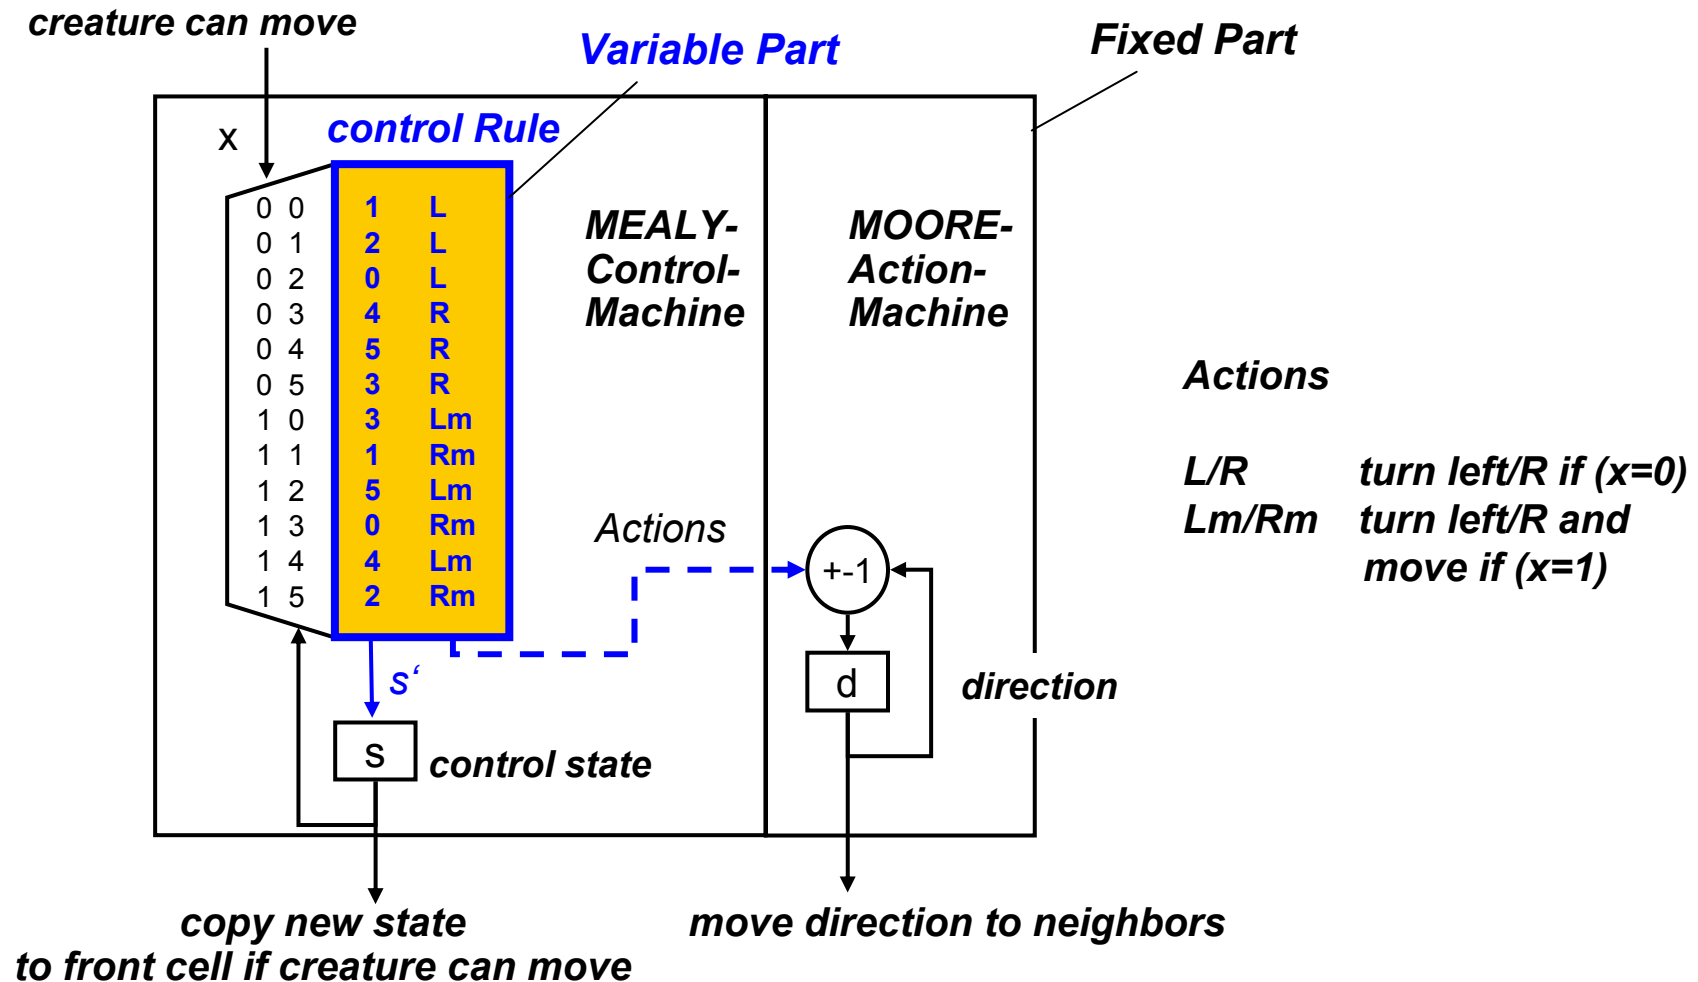 creature can move
Variable Part
Fixed Part
x
control Rule
0 0 1 L
0 1 2 L
0 2 0 L
0 3 4 R
0 4 5 R
0 5 3 R
1 0 3 Lm
1 1 1 Rm
1 2 5 Lm
1 3 0 Rm
1 4 4 Lm
1 5 2 Rm
MEALY-
Control-
Machine
MOORE-
Action-
Machine
Actions
L/R turn left/R if (x=0)
Lm/Rm turn left/R and
move if (x=1)
Actions
+-1
s‘
d
direction
s
control state
copy new state
to front cell if creature can move
move direction to neighbors